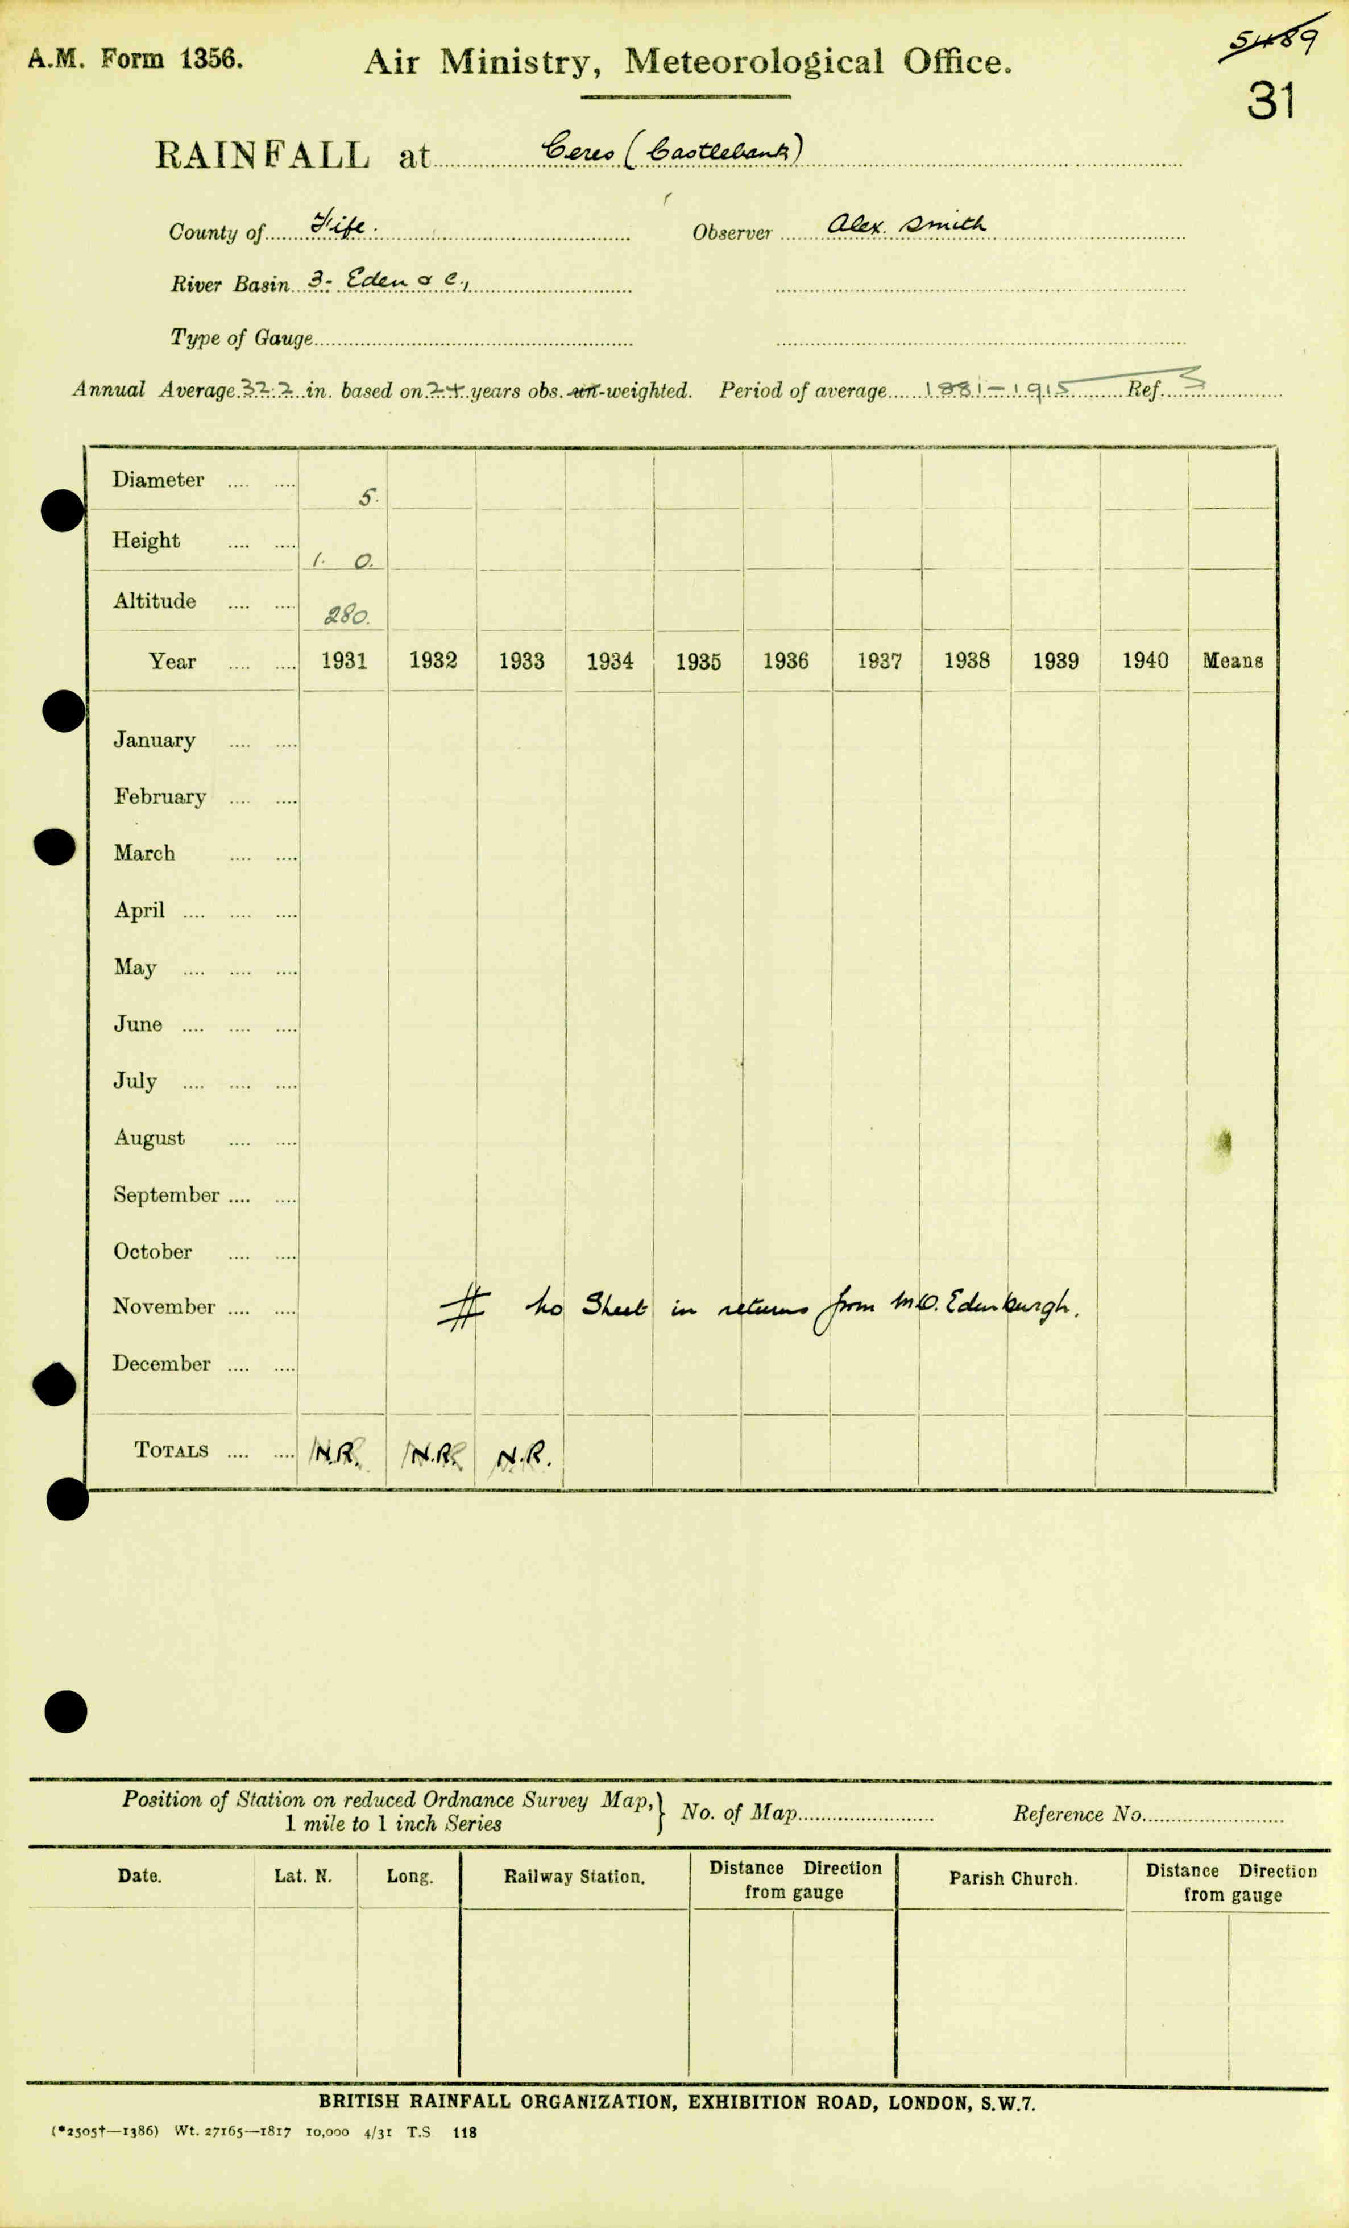 5489
A.M. Form 1356. Air Ministry, Meteorological Office.
31
RAINFALL at Ceres (Castlebank)
County of Fife. Observer Alex. Smith
River Basin 3- Eden & c.,
Type of Gauge
Annual Average 32.2 in. based on 24 years obs. un-weighted. Period of average 1881-1915 Ref.
Diameter .... .... 5.
Height .... .... 1. 0.
Altitude .... .... 280.
Year .... .... 1931 1932 1933 1934 1935 1936 1937 1938 1939 1940 Means
January .... ....
February .... ....
March .... ....
April .... .... ....
May .... .... ....
June .... .... ....
July .... .... ....
August .... ....
September .... ....
October .... ....
November .... .... # No Sheet in returns from M.O. Edinburgh.
December .... ....
TOTALS .... .... N.R. N.R. N.R.
Position of Station on reduced Ordnance Survey Map,} No. of Map Reference No.
1 mile to 1 inch Series
Date. Lat. N. Long. Railway Station. Distance Direction Parish Church. Distance Direction
from gauge from gauge
BRITISH RAINFALL ORGANIZATION, EXHIBITION ROAD, LONDON, S.W.7.
(*2505†—1386) Wt. 27165—1817 10,000 4/31 T.S 118